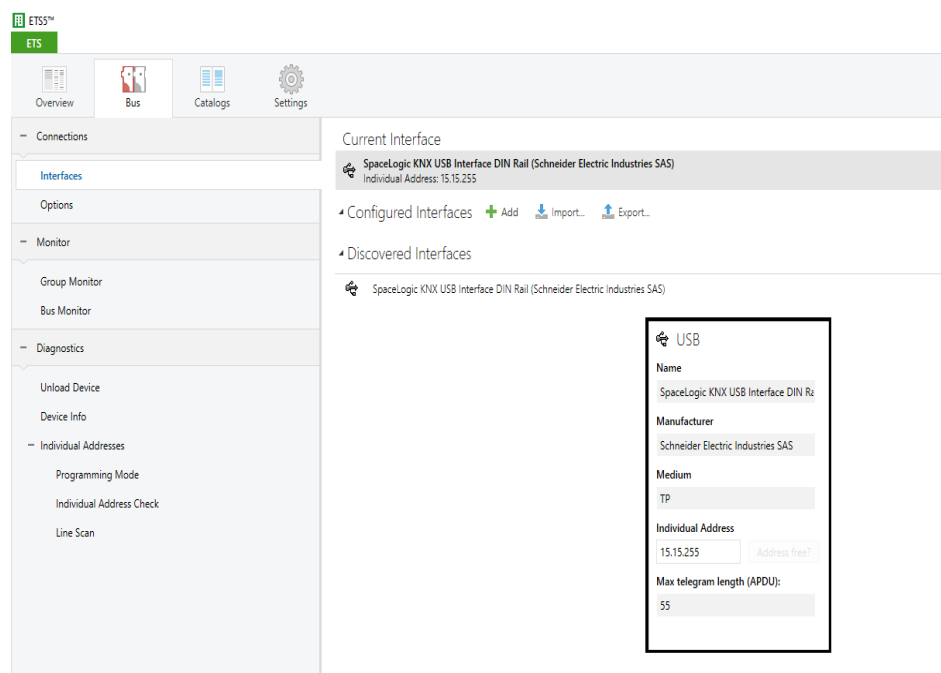 ETS5™
ETS
Overview
Bus
Catalogs
Settings
Connections
Interfaces
Options
Monitor
Group Monitor
Bus Monitor
Diagnostics
Unload Device
Device Info
Individual Addresses
Programming Mode
Individual Address Check
Line Scan
Current Interface
SpaceLogic KNX USB Interface DIN Rail (Schneider Electric Industries SAS)
Individual Address: 15.15.255
Configured Interfaces
Add
Import...
Export...
Discovered Interfaces
SpaceLogic KNX USB Interface DIN Rail (Schneider Electric Industries SAS)
USB
Name
SpaceLogic KNX USB Interface DIN Ra
Manufacturer
Schneider Electric Industries SAS
Medium
TP
Individual Address
15.15.255
Address free?
Max telegram length (APDU):
55